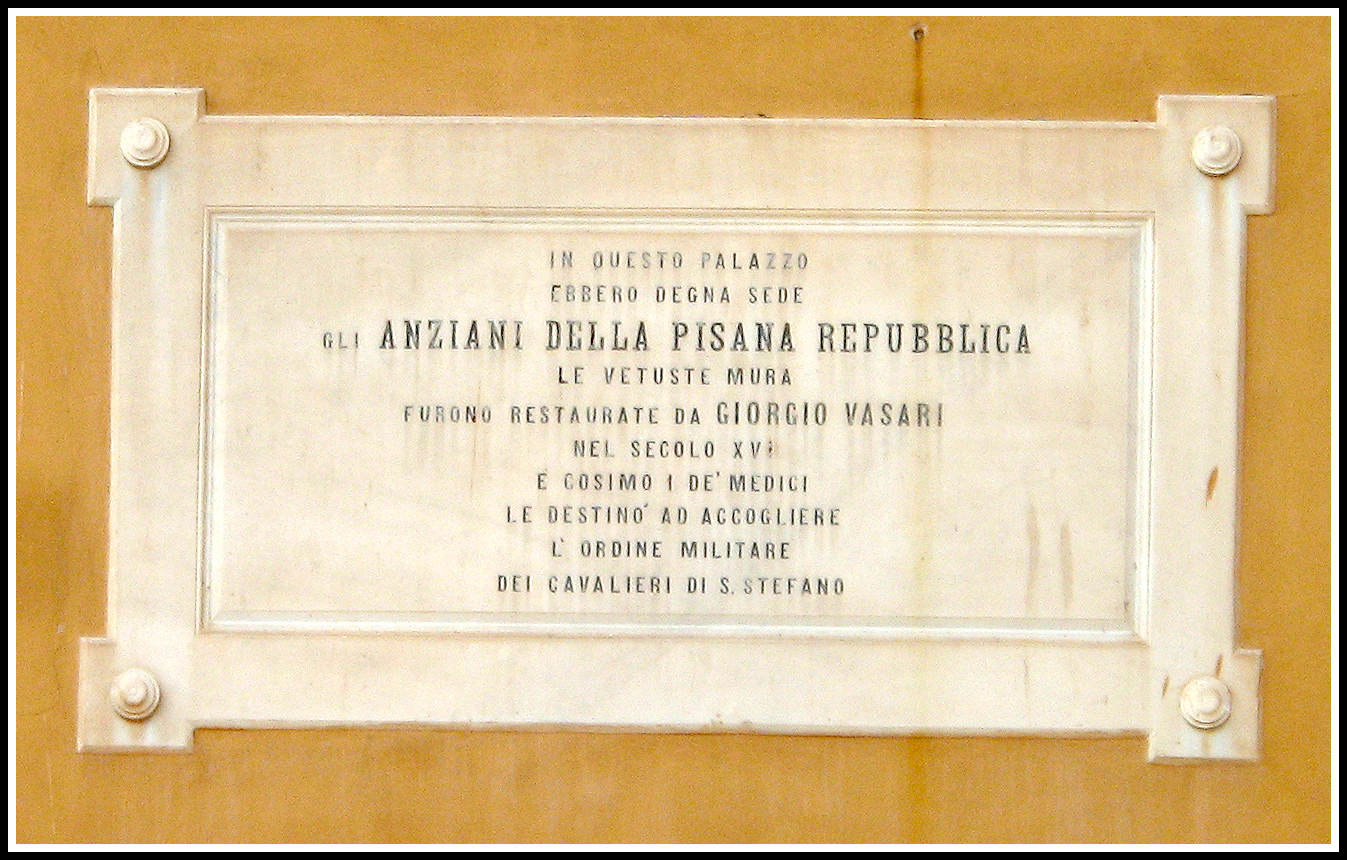 IN QUESTO PALAZZO
EBBERO DEGNA SEDE
GLI ANZIANI DELLA PISANA REPUBBLICA
LE VETUSTE MURA
FURONO RESTAURATE DA GIORGIO VASARI
NEL SECOLO XVI
E COSIMO I DE' MEDICI
LE DESTINO' AD ACCOGLIERE
L' ORDINE MILITARE
DEI CAVALIERI DI S. STEFANO